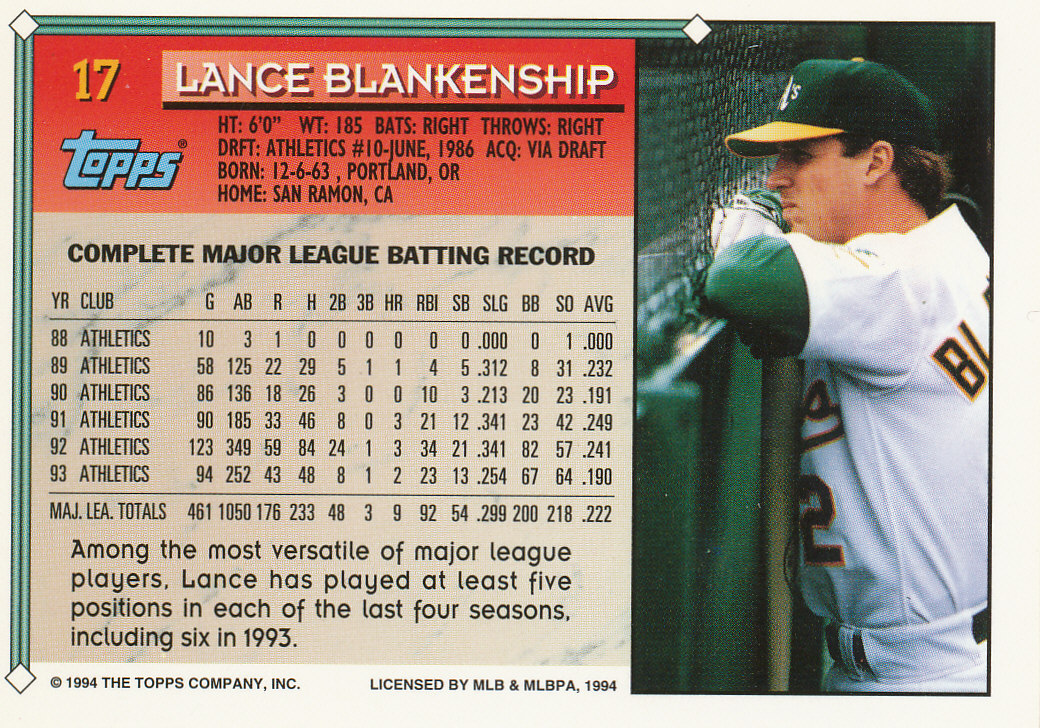 17 LANCE BLANKENSHIP
Topps®
HT: 6'0" WT: 185 BATS: RIGHT THROWS: RIGHT
DRFT: ATHLETICS #10-JUNE, 1986 ACQ: VIA DRAFT
BORN: 12-6-63 , PORTLAND, OR
HOME: SAN RAMON, CA
COMPLETE MAJOR LEAGUE BATTING RECORD
YR CLUB G AB R H 2B 3B HR RBI SB SLG BB SO AVG
88 ATHLETICS 10 3 1 0 0 0 0 0 0 .000 0 1 .000
89 ATHLETICS 58 125 22 29 5 1 1 4 5 .312 8 31 .232
90 ATHLETICS 86 136 18 26 3 0 0 10 3 .213 20 23 .191
91 ATHLETICS 90 185 33 46 8 0 3 21 12 .341 23 42 .249
92 ATHLETICS 123 349 59 84 24 1 3 34 21 .341 82 57 .241
93 ATHLETICS 94 252 43 48 8 1 2 23 13 .254 67 64 .190
MAJ. LEA. TOTALS 461 1050 176 233 48 3 9 92 54 .299 200 218 .222
Among the most versatile of major league
players, Lance has played at least five
positions in each of the last four seasons,
including six in 1993.
© 1994 THE TOPPS COMPANY, INC. LICENSED BY MLB & MLBPA, 1994
A's
BL
2